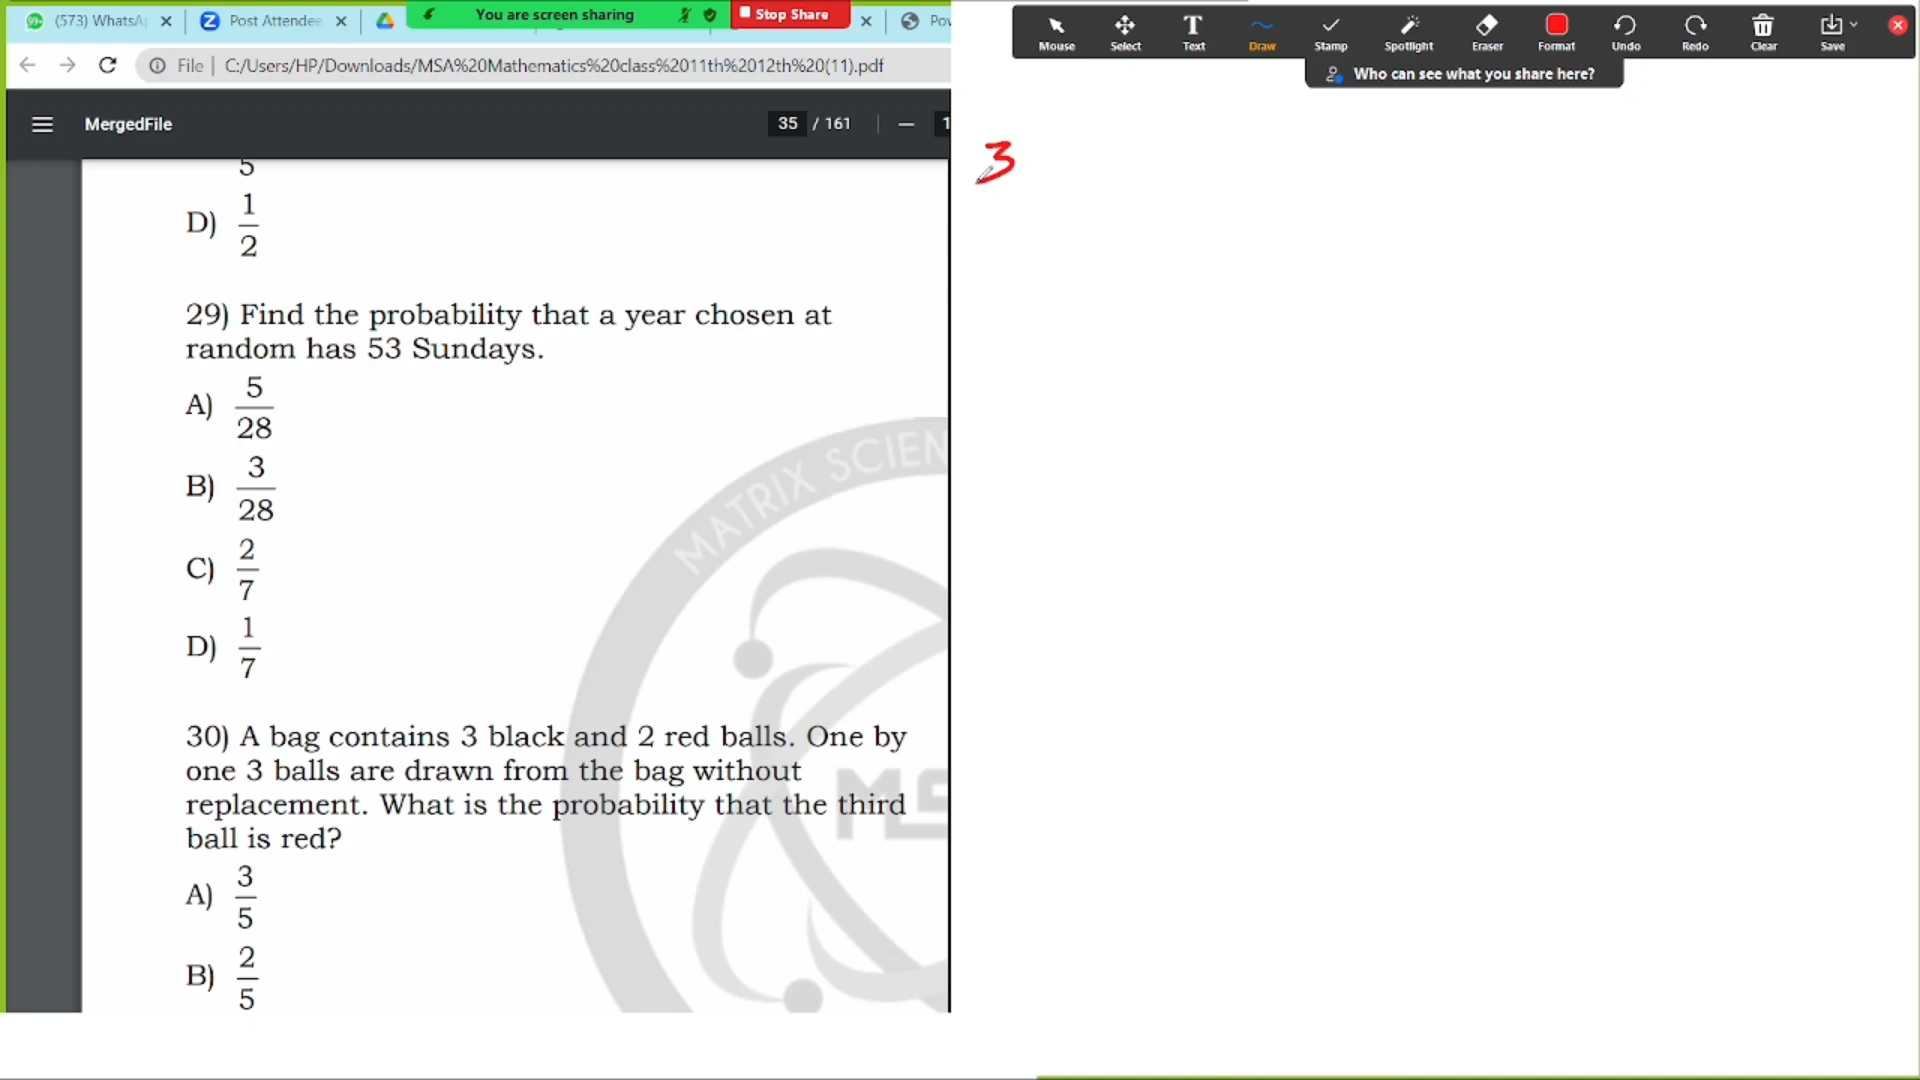 (573) WhatsA
Post Attendee
You are screen sharing
Stop Share
Pov
Mouse
Select
Text
Draw
Stamp
Spotlight
Eraser
Format
Undo
Redo
Clear
Save
File
C:/Users/HP/Downloads/MSA%20Mathematics%20class%2011th%2012th%20(11).pdf
Who can see what you share here?
MergedFile
35 / 161
3
5
D) 1/2
29) Find the probability that a year chosen at
random has 53 Sundays.
A) 5/28
B) 3/28
C) 2/7
D) 1/7
MATRIX SCIEN
30) A bag contains 3 black and 2 red balls. One by
one 3 balls are drawn from the bag without
replacement. What is the probability that the third
ball is red?
MS
A) 3/5
B) 2/5